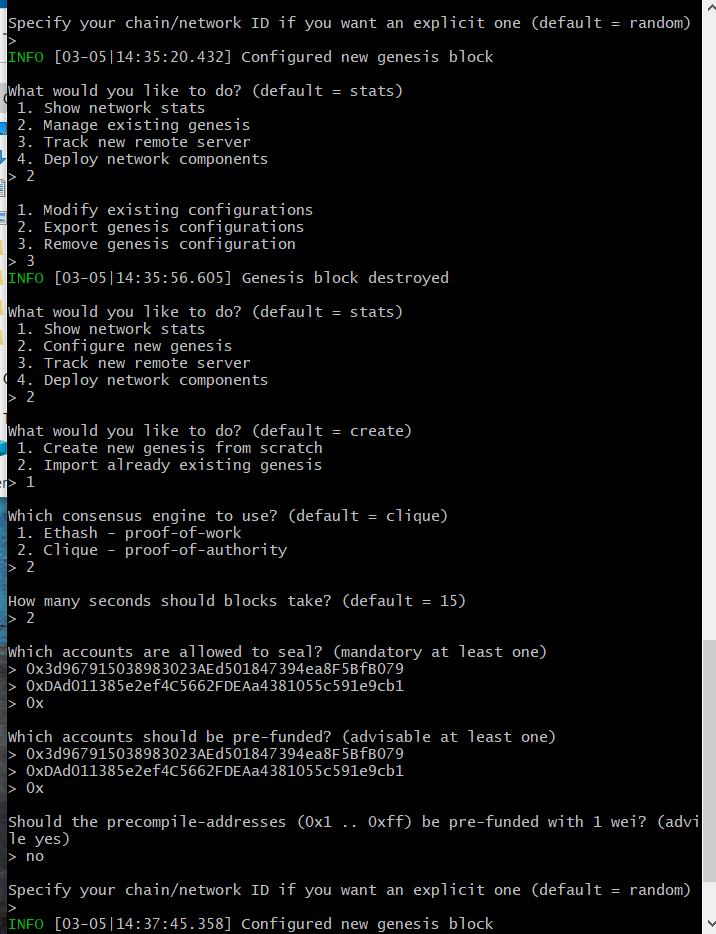 Specify your chain/network ID if you want an explicit one (default = random)
>
INFO [03-05|14:35:20.432] Configured new genesis block
What would you like to do? (default = stats)
1. Show network stats
2. Manage existing genesis
3. Track new remote server
4. Deploy network components
> 2
1. Modify existing configurations
2. Export genesis configurations
3. Remove genesis configuration
> 3
INFO [03-05|14:35:56.605] Genesis block destroyed
What would you like to do? (default = stats)
1. Show network stats
2. Configure new genesis
3. Track new remote server
4. Deploy network components
> 2
What would you like to do? (default = create)
1. Create new genesis from scratch
2. Import already existing genesis
> 1
Which consensus engine to use? (default = clique)
1. Ethash - proof-of-work
2. Clique - proof-of-authority
> 2
How many seconds should blocks take? (default = 15)
> 2
Which accounts are allowed to seal? (mandatory at least one)
> 0x3d967915038983023AEd501847394ea8F5BfB079
> 0xDAd011385e2ef4C5662FDEAa4381055c591e9cb1
> 0x
Which accounts should be pre-funded? (advisable at least one)
> 0x3d967915038983023AEd501847394ea8F5BfB079
> 0xDAd011385e2ef4C5662FDEAa4381055c591e9cb1
> 0x
Should the precompile-addresses (0x1 .. 0xff) be pre-funded with 1 wei? (advi
le yes)
> no
Specify your chain/network ID if you want an explicit one (default = random)
>
INFO [03-05|14:37:45.358] Configured new genesis block